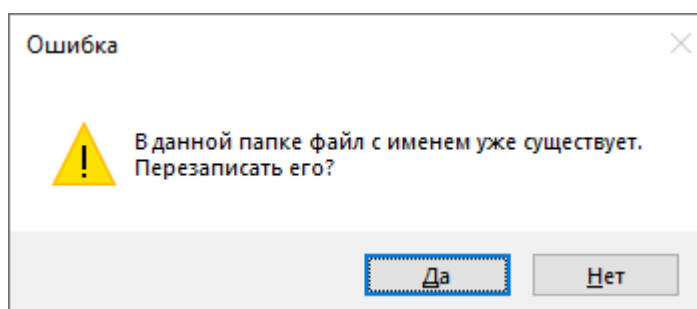 Ошибка
В данной папке файл с именем уже существует.
Перезаписать его?
Да
Нет